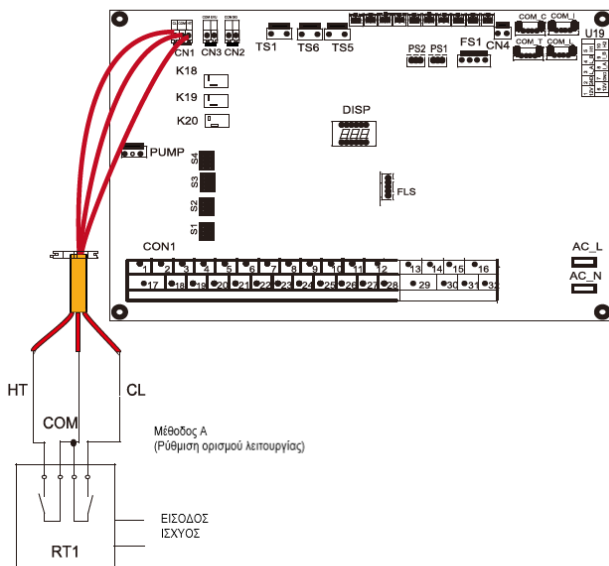 CN1
CN3
CN2
TS1
TS6
TS5
PS2
PS1
FS1
CN4
COM_C
COM_I
COM_T
COM_L
U19
K18
K19
K20
DISP
PUMP
S4
S3
S2
S1
FLS
CON1
1 2 3 4 5 6 7 8 9 10 11 12 13 14 15 16
17 18 19 20 21 22 23 24 25 26 27 28 29 30 31 32
AC_L
AC_N
HT
CL
COM
Μέθοδος Α
(Ρύθμιση ορισμού λειτουργίας)
ΕΙΣΟΔΟΣ
ΙΣΧΥΟΣ
RT1